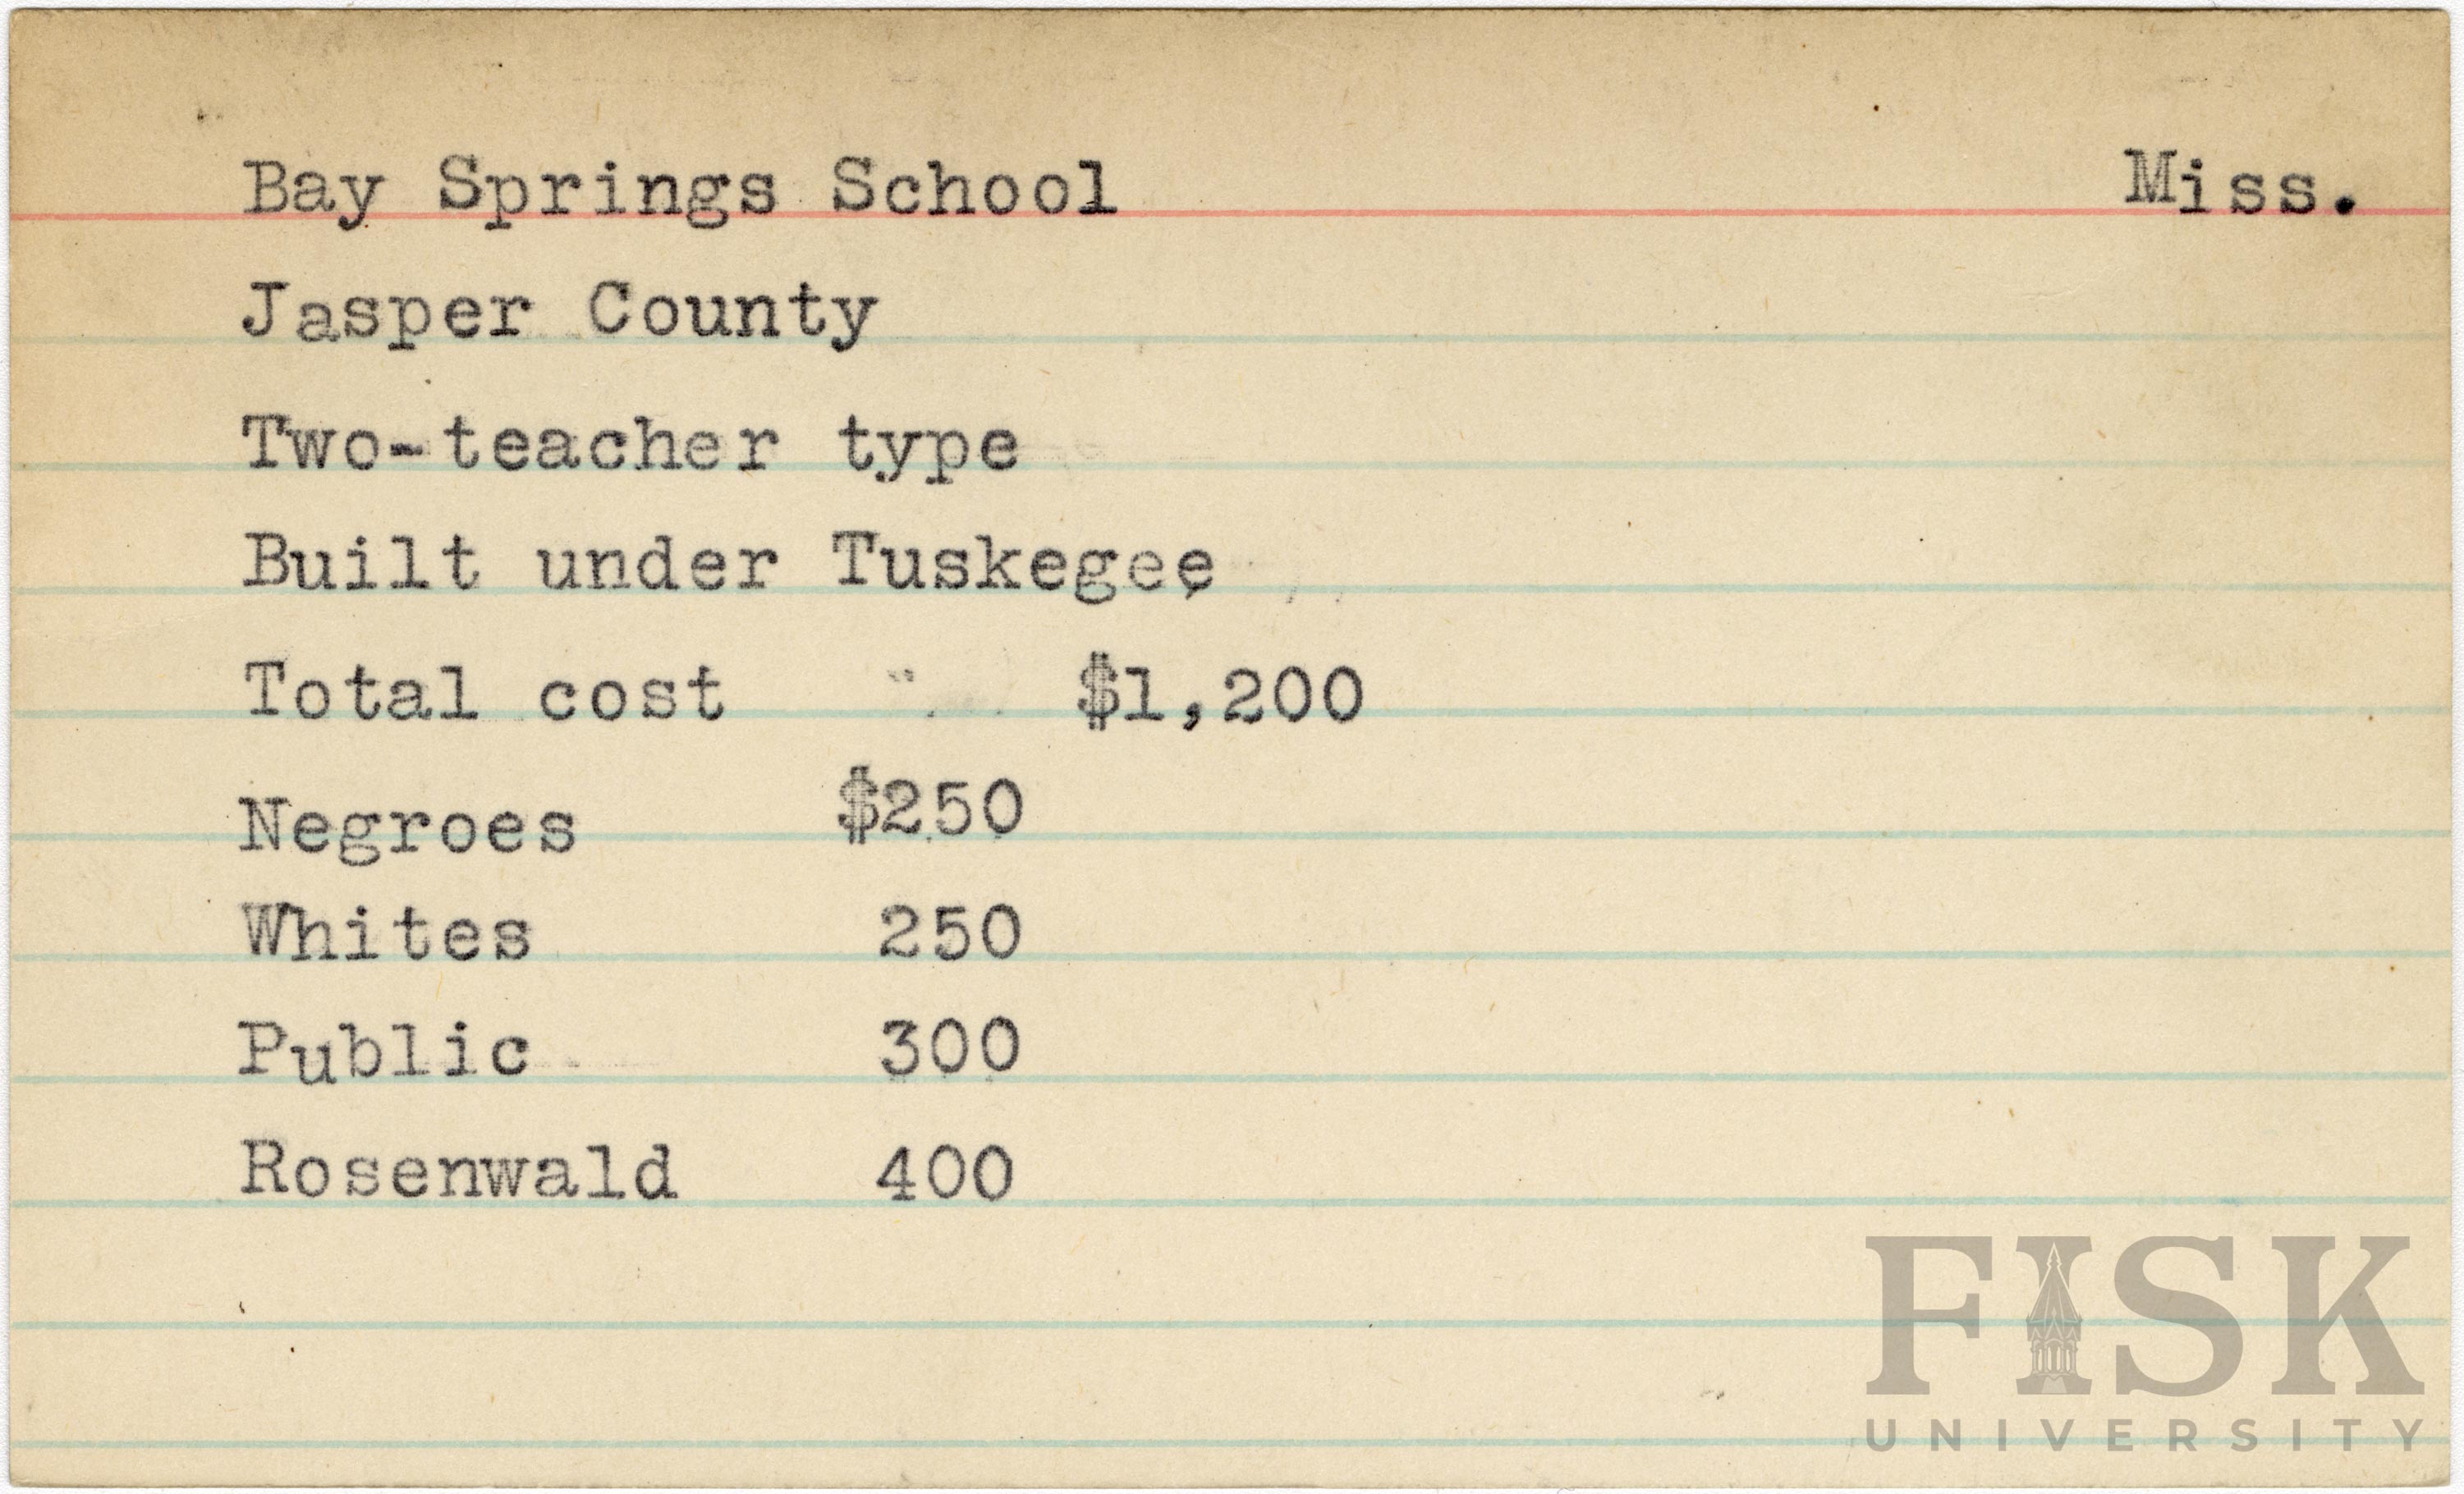 Bay Springs School Miss.
Jasper County
Two-teacher type
Built under Tuskegee
Total cost $1,200
Negroes $250
Whites 250
Public 300
Rosenwald 400
FISK
UNIVERSITY